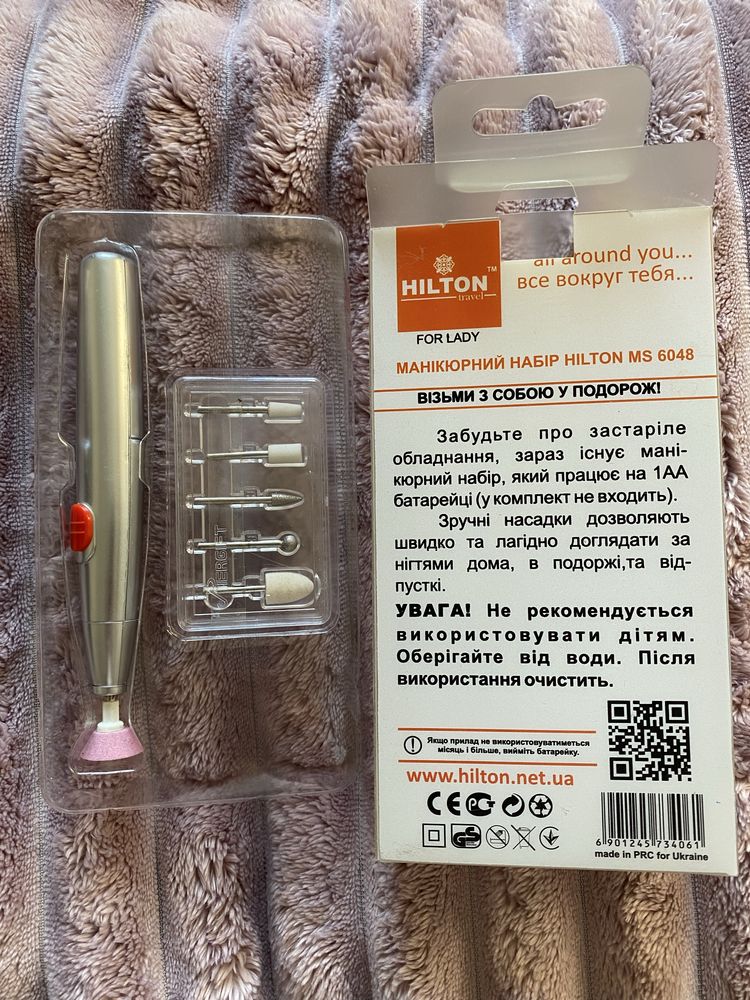 HILTON™
travel
all around you...
все вокруг тебя...
FOR LADY
МАНІКЮРНИЙ НАБІР HILTON MS 6048
ВІЗЬМИ З СОБОЮ У ПОДОРОЖ!
Забудьте про застаріле
обладнання, зараз існує мані-
кюрний набір, який працює на 1АА
батарейці (у комплект не входить).
Зручні насадки дозволяють
швидко та лагідно доглядати за
нігтями дома, в подоржі,та від-
пусткі.
УВАГА! Не рекомендується
використовувати дітям.
Оберігайте від води. Після
використання очистить.
Якщо прилад не використовуватиметься
місяць і більше, вийміть батарейку.
www.hilton.net.ua
6 901245 734061
made in PRC for Ukraine